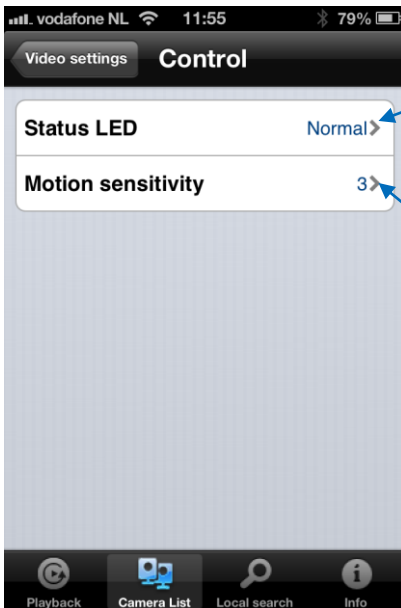 vodafone NL 11:55 79%
Video settings Control
Status LED Normal
Motion sensitivity 3
Playback Camera List Local search Info